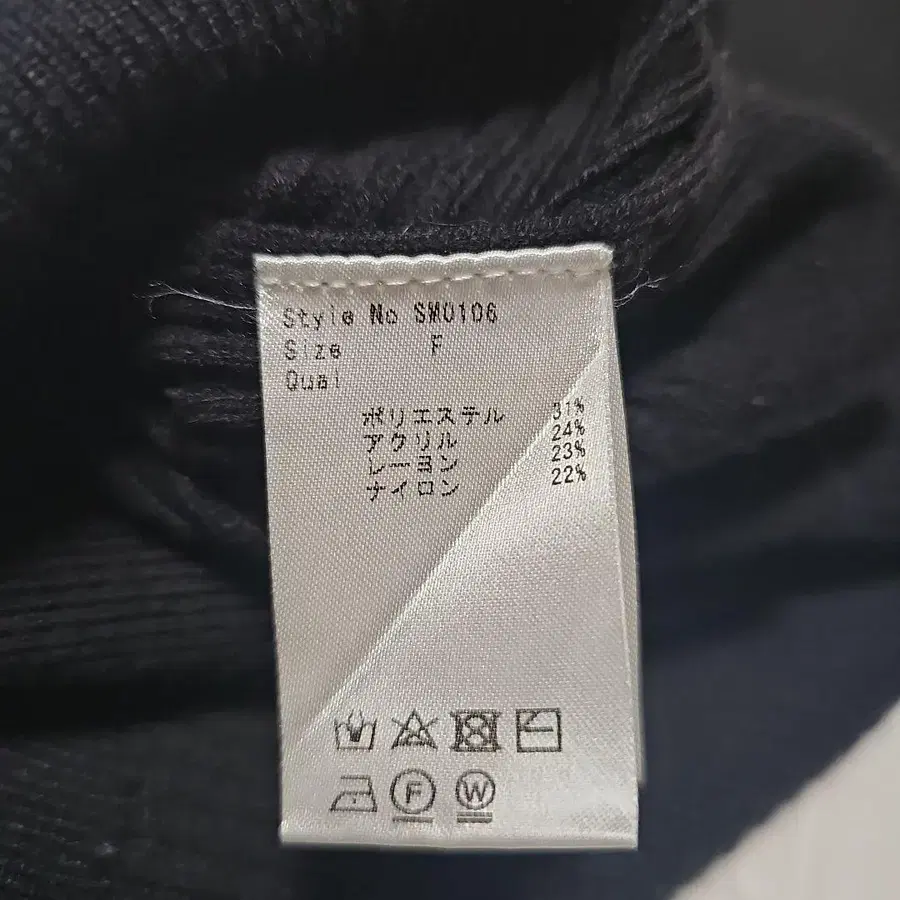 Style No SM0106
Size F
Qual
ポリエステル 31%
アクリル 24%
レーヨン 23%
ナイロン 22%
F
W